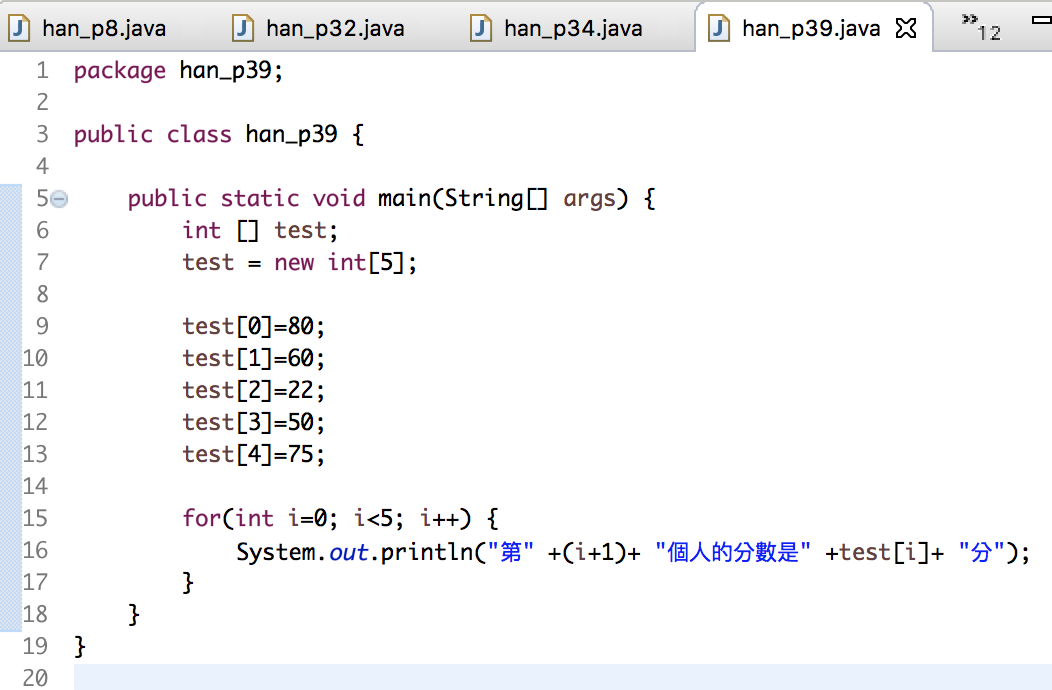 han_p8.java han_p32.java han_p34.java han_p39.java »12
1 package han_p39;
2
3 public class han_p39 {
4
5 public static void main(String[] args) {
6 int [] test;
7 test = new int[5];
8
9 test[0]=80;
10 test[1]=60;
11 test[2]=22;
12 test[3]=50;
13 test[4]=75;
14
15 for(int i=0; i<5; i++) {
16 System.out.println("第" +(i+1)+ "個人的分數是" +test[i]+ "分");
17 }
18 }
19 }
20